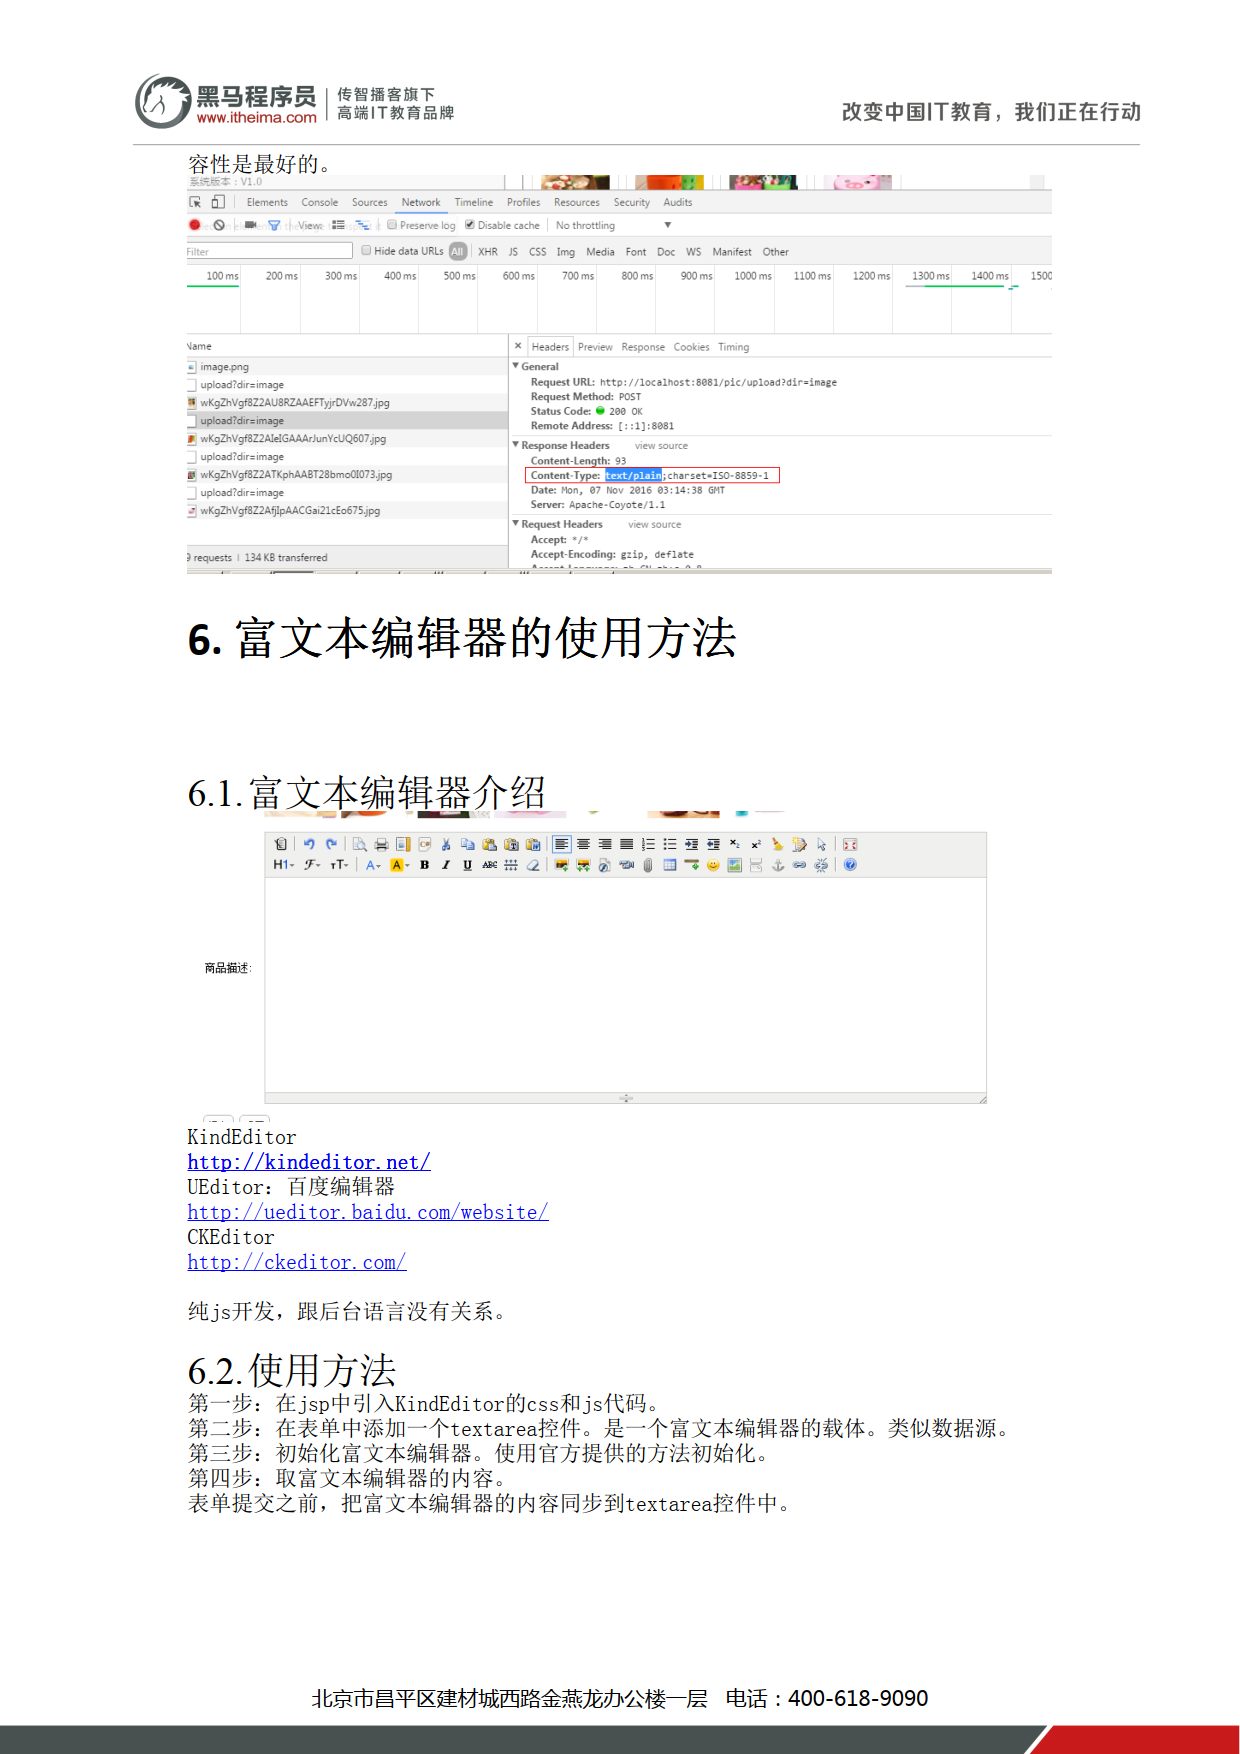 黑马程序员
www.itheima.com
传智播客旗下
高端IT教育品牌
改变中国IT教育，我们正在行动
容性是最好的。
系统版本：V1.0
Elements Console Sources Network Timeline Profiles Resources Security Audits
View: Preserve log Disable cache No throttling
Filter Hide data URLs All XHR JS CSS Img Media Font Doc WS Manifest Other
100 ms 200 ms 300 ms 400 ms 500 ms 600 ms 700 ms 800 ms 900 ms 1000 ms 1100 ms 1200 ms 1300 ms 1400 ms 1500
Name
image.png
upload?dir=image
wKgZhVgf8Z2AU8RZAAEFTyjrDVw287.jpg
upload?dir=image
wKgZhVgf8Z2AIeIGAAArJunYcUQ607.jpg
upload?dir=image
wKgZhVgf8Z2ATKphAABT28bmo0I073.jpg
upload?dir=image
wKgZhVgf8Z2AfjIpAACGai21cEo675.jpg
9 requests | 134 KB transferred
× Headers Preview Response Cookies Timing
General
Request URL: http://localhost:8081/pic/upload?dir=image
Request Method: POST
Status Code: 200 OK
Remote Address: [::1]:8081
Response Headers view source
Content-Length: 93
Content-Type: text/plain;charset=ISO-8859-1
Date: Mon, 07 Nov 2016 03:14:38 GMT
Server: Apache-Coyote/1.1
Request Headers view source
Accept: */*
Accept-Encoding: gzip, deflate
6. 富文本编辑器的使用方法
6.1. 富文本编辑器介绍
商品描述:
KindEditor
http://kindeditor.net/
UEditor：百度编辑器
http://ueditor.baidu.com/website/
CKEditor
http://ckeditor.com/
纯js开发，跟后台语言没有关系。
6.2. 使用方法
第一步：在jsp中引入KindEditor的css和js代码。
第二步：在表单中添加一个textarea控件。是一个富文本编辑器的载体。类似数据源。
第三步：初始化富文本编辑器。使用官方提供的方法初始化。
第四步：取富文本编辑器的内容。
表单提交之前，把富文本编辑器的内容同步到textarea控件中。
北京市昌平区建材城西路金燕龙办公楼一层 电话：400-618-9090